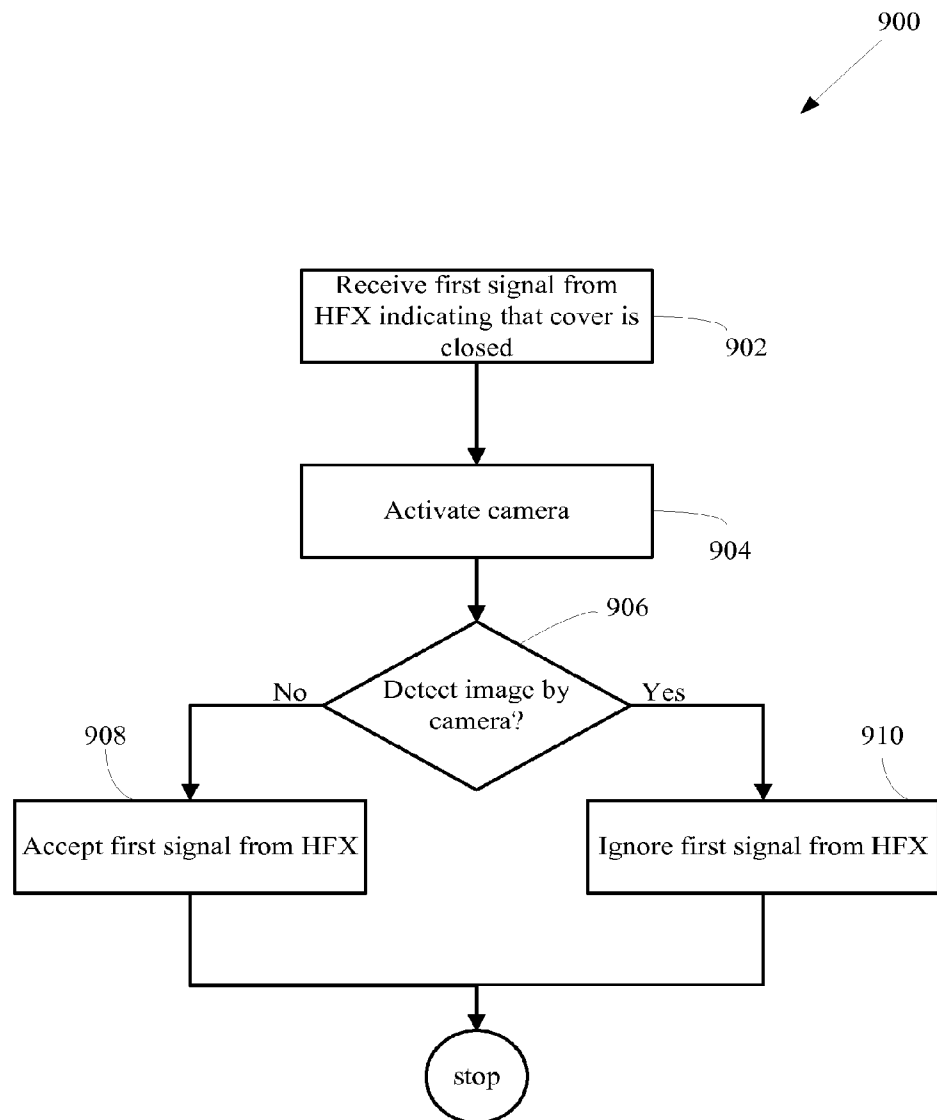 900
Receive first signal from
HFX indicating that cover is
closed
902
Activate camera
904
906
Detect image by
camera?
No
Yes
908
Accept first signal from HFX
910
Ignore first signal from HFX
stop